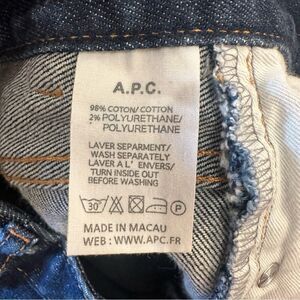 A.P.C.
98% COTON/COTTON
2% POLYURETHANE/
POLYURETHANE
LAVER SEPARMENT/
WASH SEPARATELY
LAVER A L' ENVERS/
TURN INSIDE OUT
BEFORE WASHING
30° P
MADE IN MACAU
WEB : WWW.APC.FR